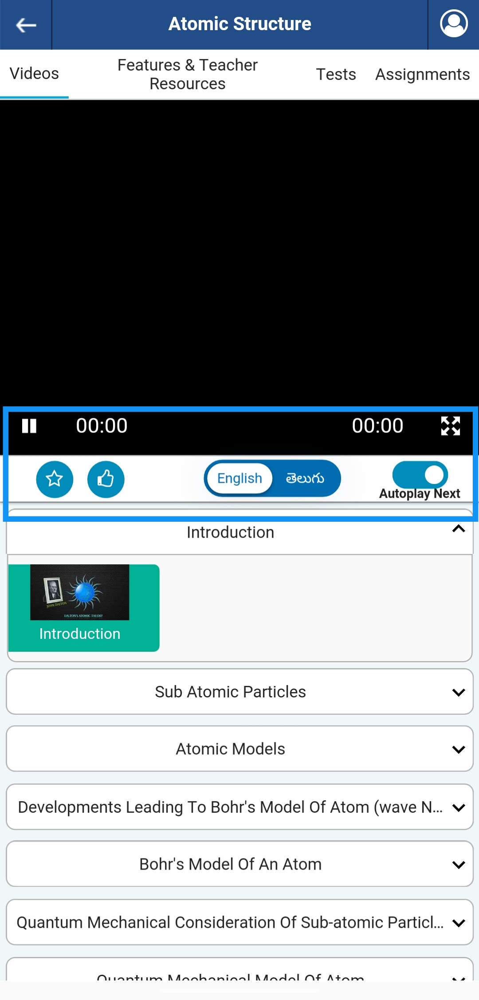 Atomic Structure
Videos
Features & Teacher
Resources
Tests
Assignments
00:00
00:00
English
తెలుగు
Autoplay Next
Introduction
JOHN DALTON
DALTON'S ATOMIC THEORY
Introduction
Sub Atomic Particles
Atomic Models
Developments Leading To Bohr's Model Of Atom (wave N...
Bohr's Model Of An Atom
Quantum Mechanical Consideration Of Sub-atomic Particl...
Quantum Mechanical Model Of Atom